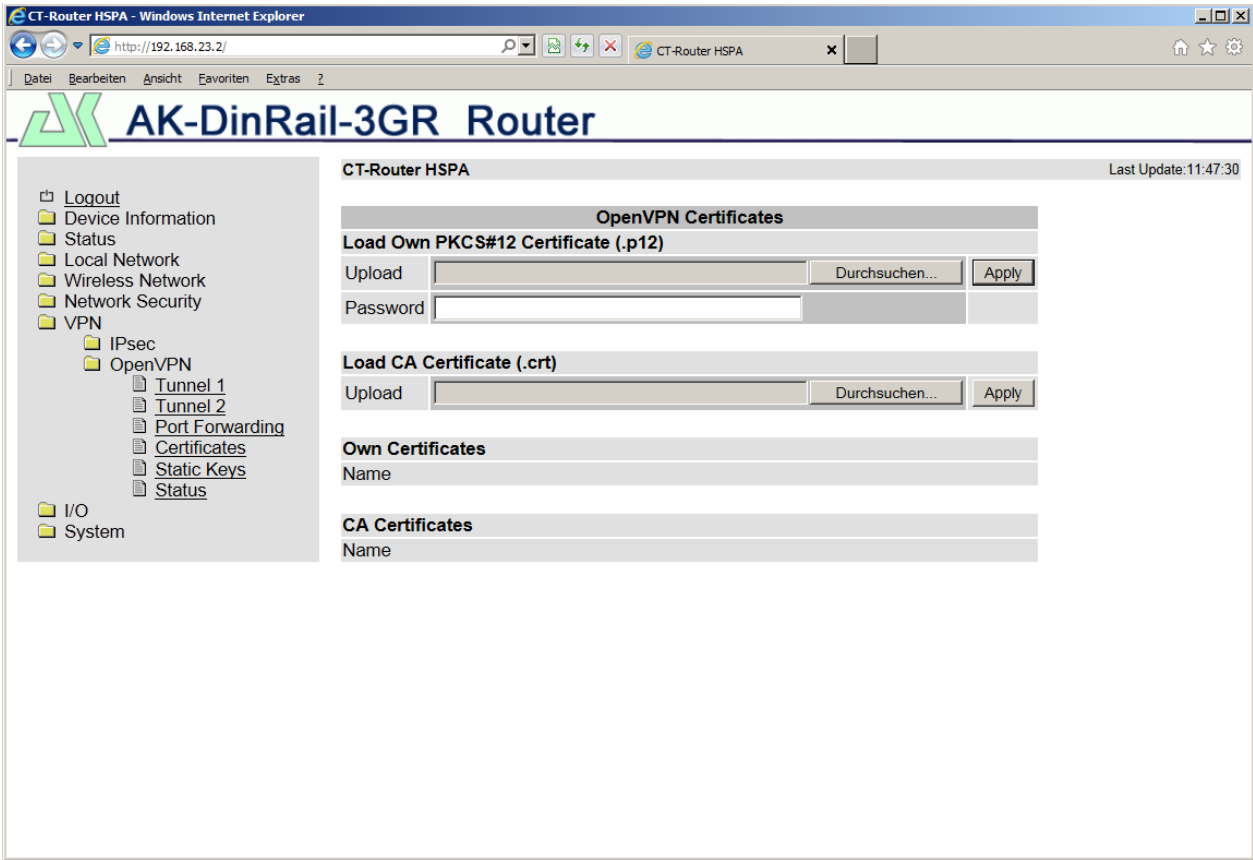 CT-Router HSPA - Windows Internet Explorer
http://192.168.23.2/
CT-Router HSPA
Datei Bearbeiten Ansicht Favoriten Extras ?
AK-DinRail-3GR Router
Logout
Device Information
Status
Local Network
Wireless Network
Network Security
VPN
IPsec
OpenVPN
Tunnel 1
Tunnel 2
Port Forwarding
Certificates
Static Keys
Status
I/O
System
CT-Router HSPA Last Update:11:47:30
OpenVPN Certificates
Load Own PKCS#12 Certificate (.p12)
Upload Durchsuchen... Apply
Password
Load CA Certificate (.crt)
Upload Durchsuchen... Apply
Own Certificates
Name
CA Certificates
Name